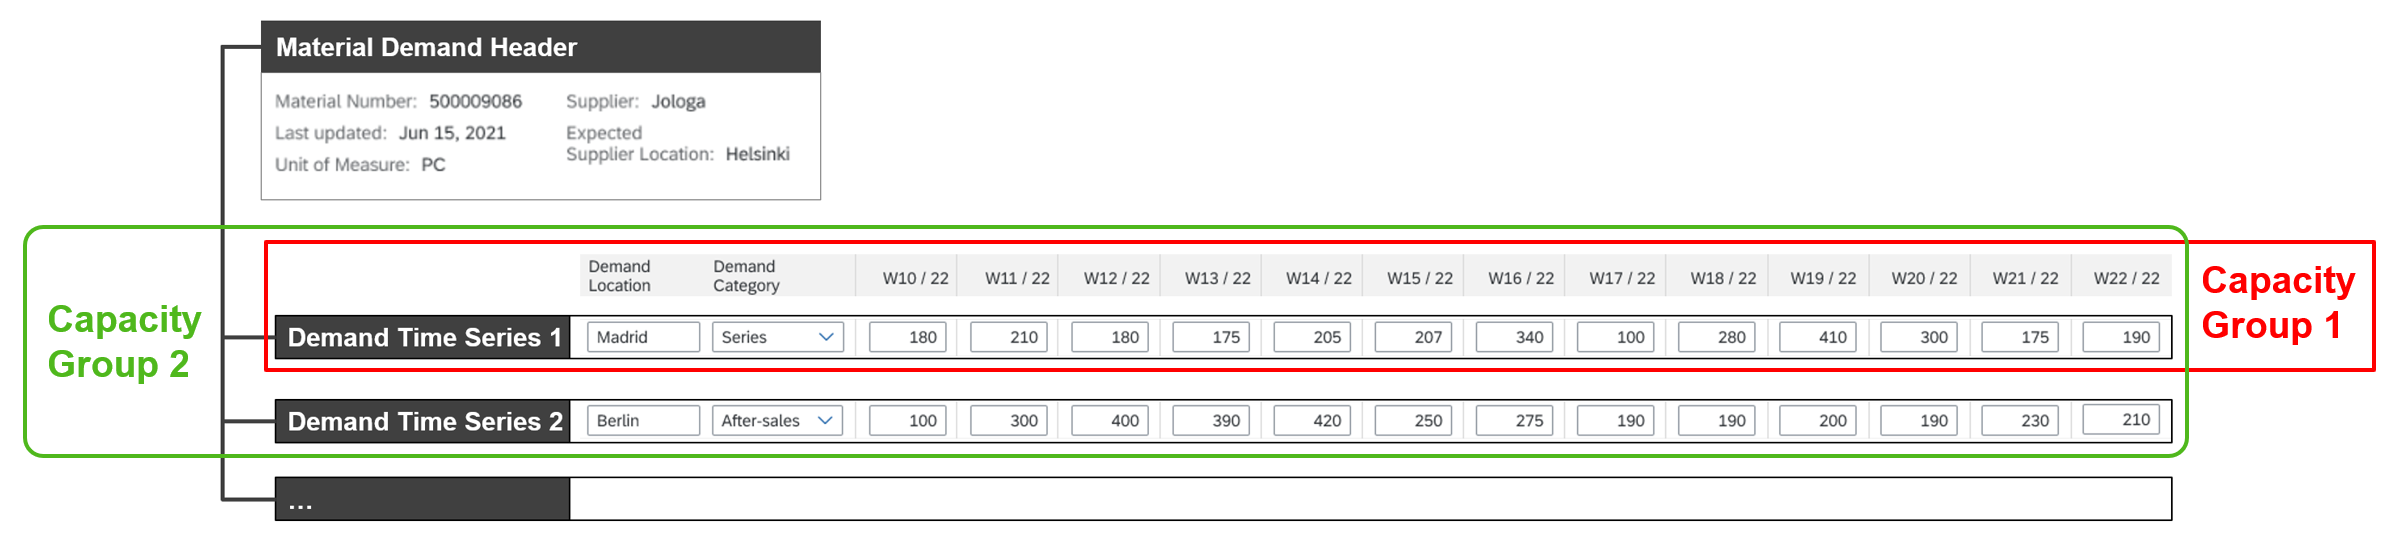 Material Demand Header
Material Number: 500009086 Supplier: Jologa
Last updated: Jun 15, 2021 Expected
Supplier Location: Helsinki
Unit of Measure: PC
Capacity
Group 2
Demand
Location
Demand
Category
W10 / 22 W11 / 22 W12 / 22 W13 / 22 W14 / 22 W15 / 22 W16 / 22 W17 / 22 W18 / 22 W19 / 22 W20 / 22 W21 / 22 W22 / 22
Capacity
Group 1
Demand Time Series 1 Madrid Series 180 210 180 175 205 207 340 100 280 410 300 175 190
Demand Time Series 2 Berlin After-sales 100 300 400 390 420 250 275 190 190 200 190 230 210
...